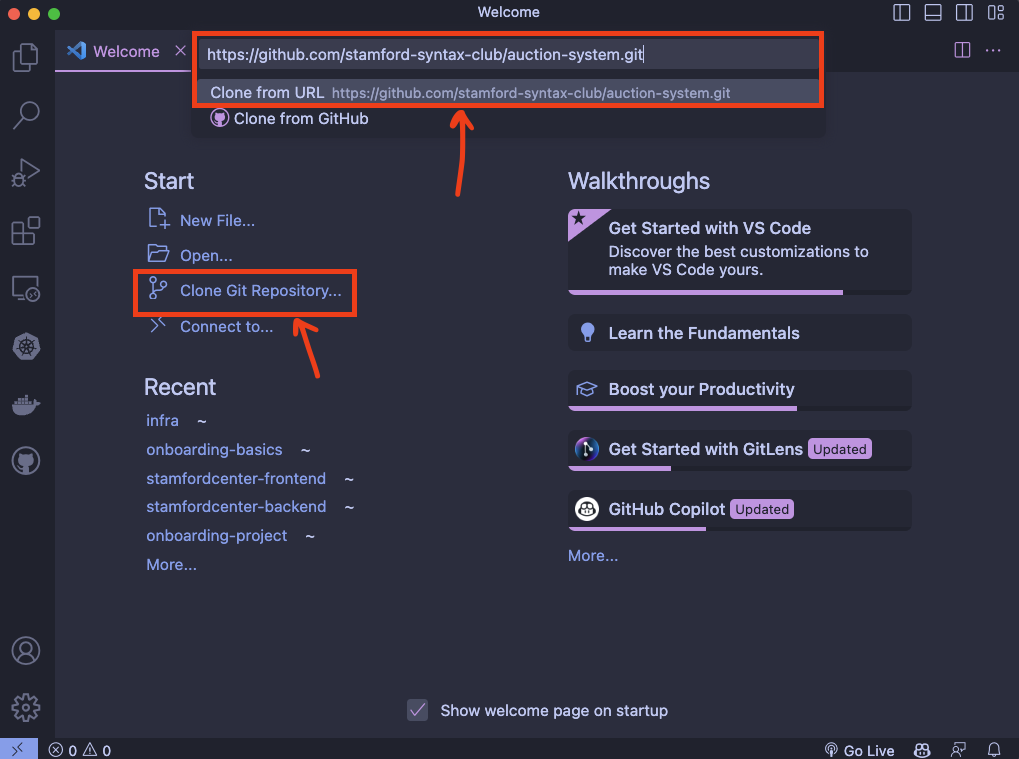 Welcome
Welcome
https://github.com/stamford-syntax-club/auction-system.git
Clone from URL https://github.com/stamford-syntax-club/auction-system.git
Clone from GitHub
Start
New File...
Open...
Clone Git Repository...
Connect to...
Recent
infra ~
onboarding-basics ~
stamfordcenter-frontend ~
stamfordcenter-backend ~
onboarding-project ~
More...
Walkthroughs
Get Started with VS Code
Discover the best customizations to
make VS Code yours.
Learn the Fundamentals
Boost your Productivity
Get Started with GitLens Updated
GitHub Copilot Updated
More...
Show welcome page on startup
0 0
Go Live